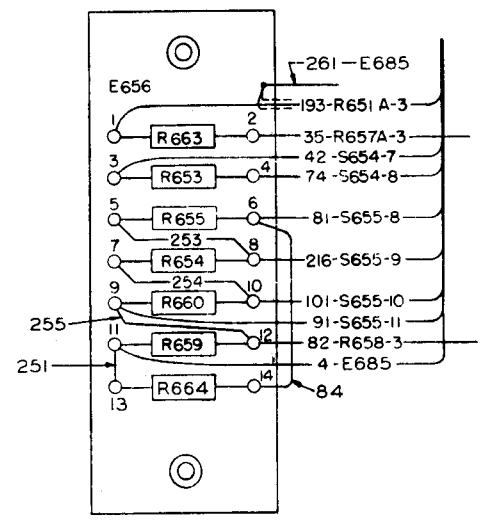 261-E685
E656
193-R651A-3
1 R663 2 35-R657A-3
42-S654-7
3 R653 4 74-S654-8
5 R655 6 81-S655-8
253
7 R654 8 216-S655-9
254
9 R660 10 101-S655-10
91-S655-11
255
11 R659 12 82-R658-3
251 4-E685
13 R664 14 84